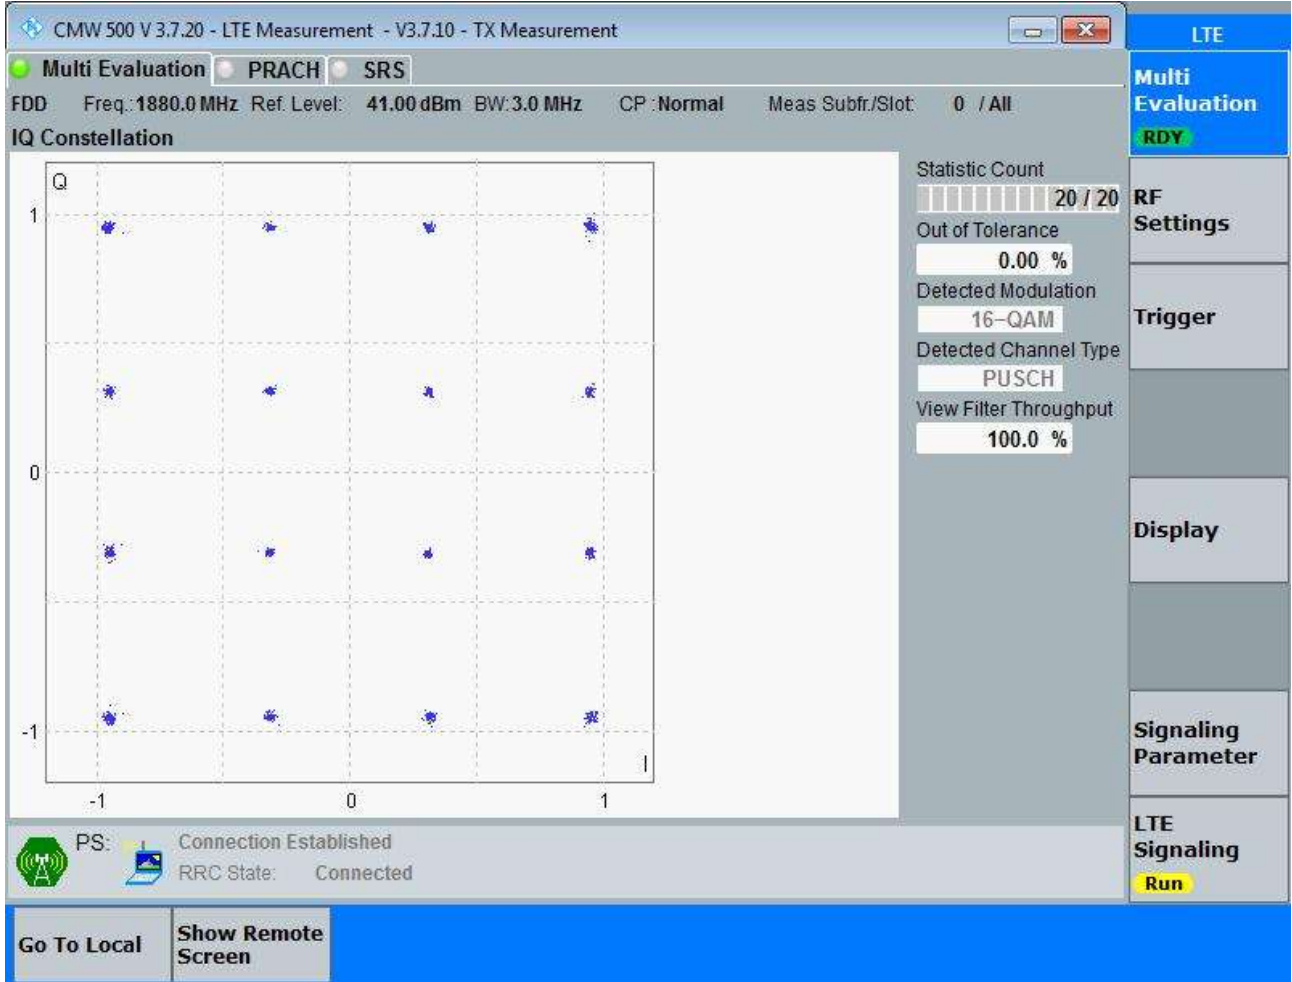 CMW 500 V 3.7.20 - LTE Measurement - V3.7.10 - TX Measurement
LTE
Multi Evaluation PRACH SRS
FDD Freq.:1880.0 MHz Ref. Level: 41.00 dBm BW:3.0 MHz CP :Normal Meas Subfr./Slot: 0 / All
IQ Constellation
Q
1
0
-1
-1 0 1
I
Statistic Count
20 / 20
Out of Tolerance
0.00 %
Detected Modulation
16-QAM
Detected Channel Type
PUSCH
View Filter Throughput
100.0 %
Multi
Evaluation
RDY
RF
Settings
Trigger
Display
Signaling
Parameter
LTE
Signaling
Run
PS: Connection Established
RRC State: Connected
Go To Local
Show Remote
Screen